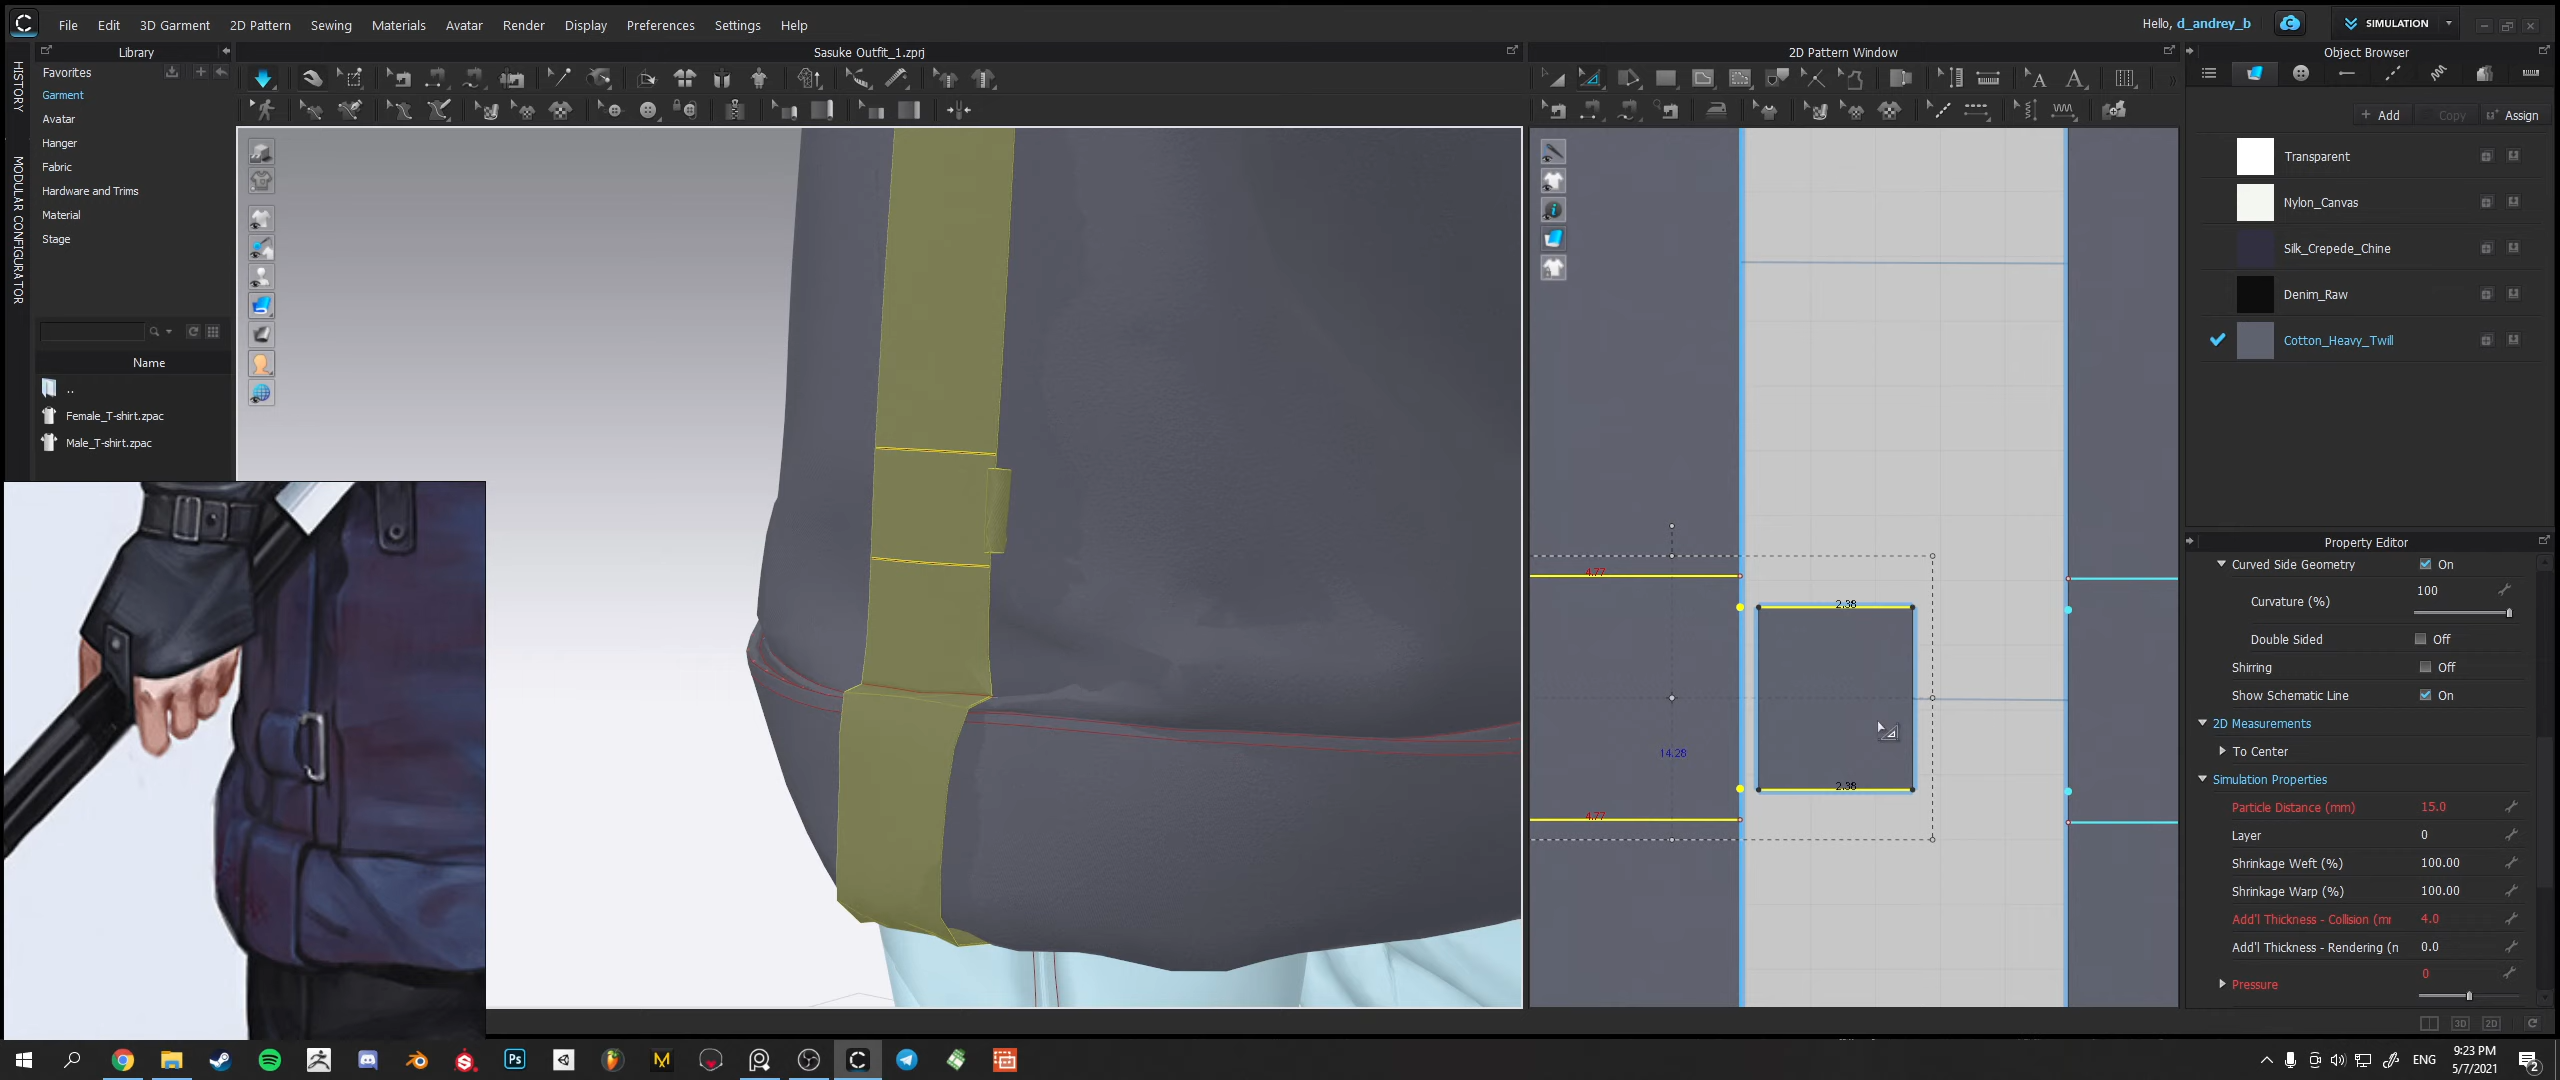 File Edit 3D Garment 2D Pattern Sewing Materials Avatar Render Display Preferences Settings Help
Hello, d_andrey_b
SIMULATION
HISTORY
MODULAR CONFIGURATOR
Library
Favorites
Garment
Avatar
Hanger
Fabric
Hardware and Trims
Material
Stage
Name
..
Female_T-shirt.zpac
Male_T-shirt.zpac
Sasuke Outfit_1.zprj
2D Pattern Window
4.77
2.38
14.28
2.38
4.77
Object Browser
Add Copy Assign
Transparent
Nylon_Canvas
Silk_Crepede_Chine
Denim_Raw
Cotton_Heavy_Twill
Property Editor
Curved Side Geometry On
Curvature (%) 100
Double Sided Off
Shirring Off
Show Schematic Line On
2D Measurements
To Center
Simulation Properties
Particle Distance (mm) 15.0
Layer 0
Shrinkage Weft (%) 100.00
Shrinkage Warp (%) 100.00
Add'l Thickness - Collision (mr 4.0
Add'l Thickness - Rendering (n 0.0
Pressure 0
3D 2D
Ps
ENG
9:23 PM
5/7/2021
2